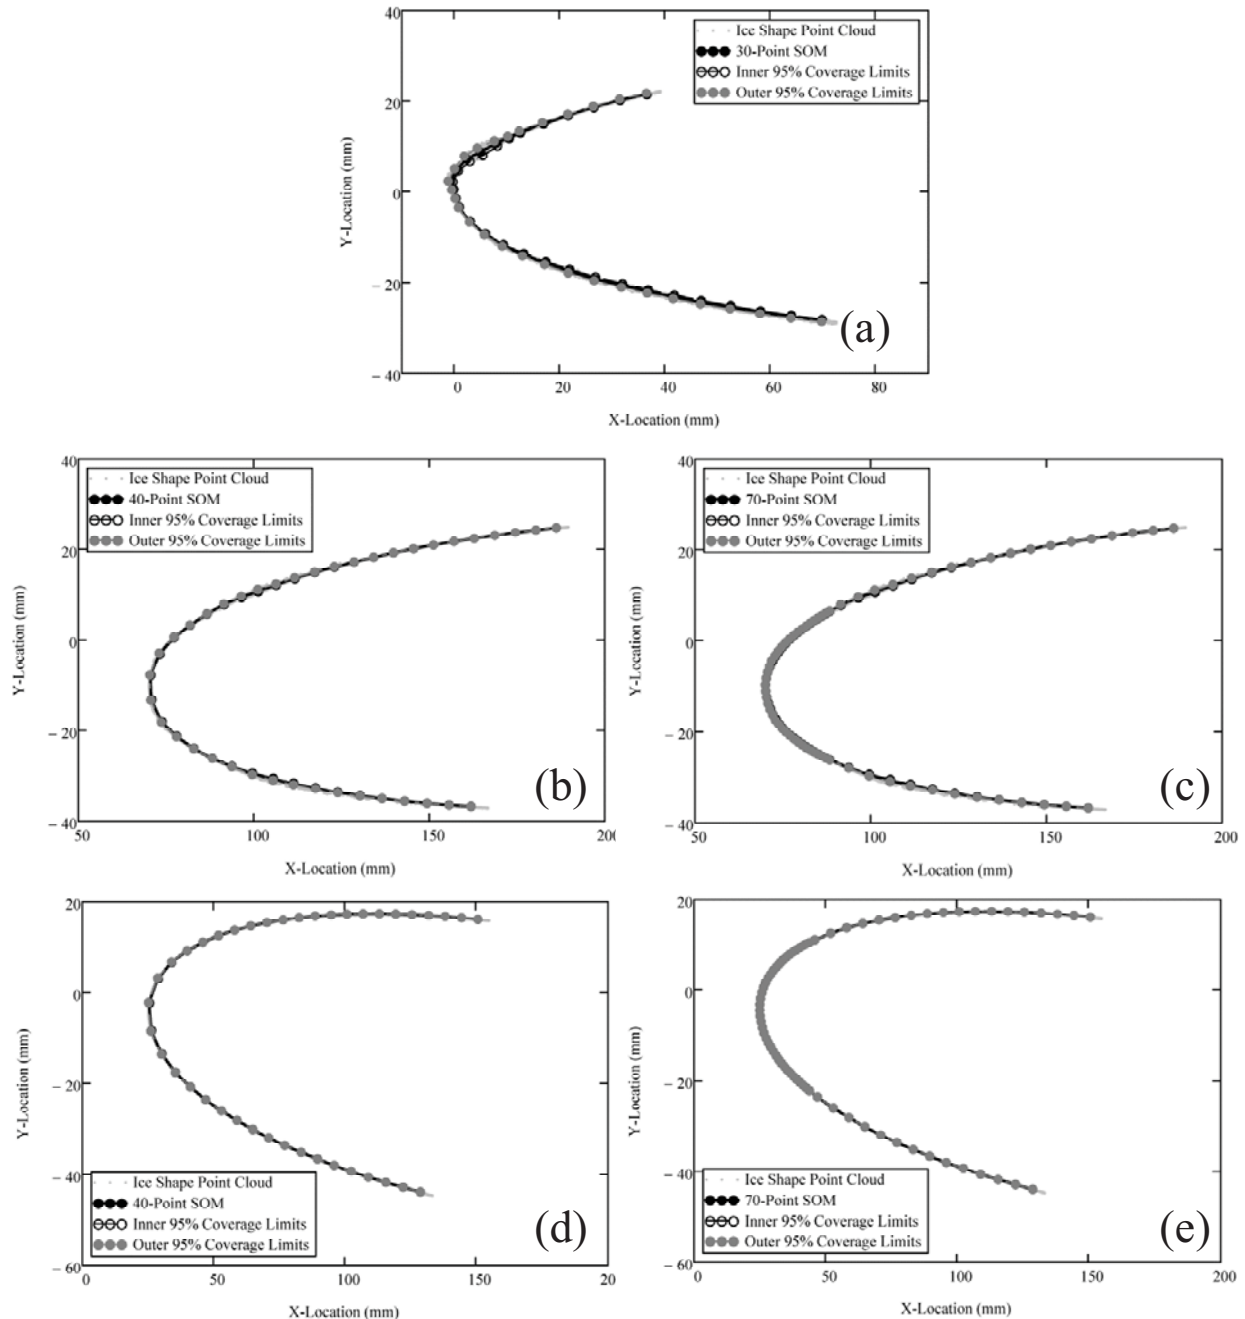 40
20
0
– 20
– 40
Y-Location (mm)
Ice Shape Point Cloud
30-Point SOM
Inner 95% Coverage Limits
Outer 95% Coverage Limits
(a)
0 20 40 60 80
X-Location (mm)
40
20
0
– 20
– 40
Y-Location (mm)
Ice Shape Point Cloud
40-Point SOM
Inner 95% Coverage Limits
Outer 95% Coverage Limits
(b)
50 100 150 20
X-Location (mm)
40
20
0
– 20
– 40
Y-Location (mm)
Ice Shape Point Cloud
70-Point SOM
Inner 95% Coverage Limits
Outer 95% Coverage Limits
(c)
50 100 150 200
X-Location (mm)
20
0
– 20
– 40
– 60
Y-Location (mm)
Ice Shape Point Cloud
40-Point SOM
Inner 95% Coverage Limits
Outer 95% Coverage Limits
(d)
0 50 100 150 20
X-Location (mm)
20
0
– 20
– 40
– 60
Y-Location (mm)
Ice Shape Point Cloud
70-Point SOM
Inner 95% Coverage Limits
Outer 95% Coverage Limits
(e)
0 50 100 150 200
X-Location (mm)